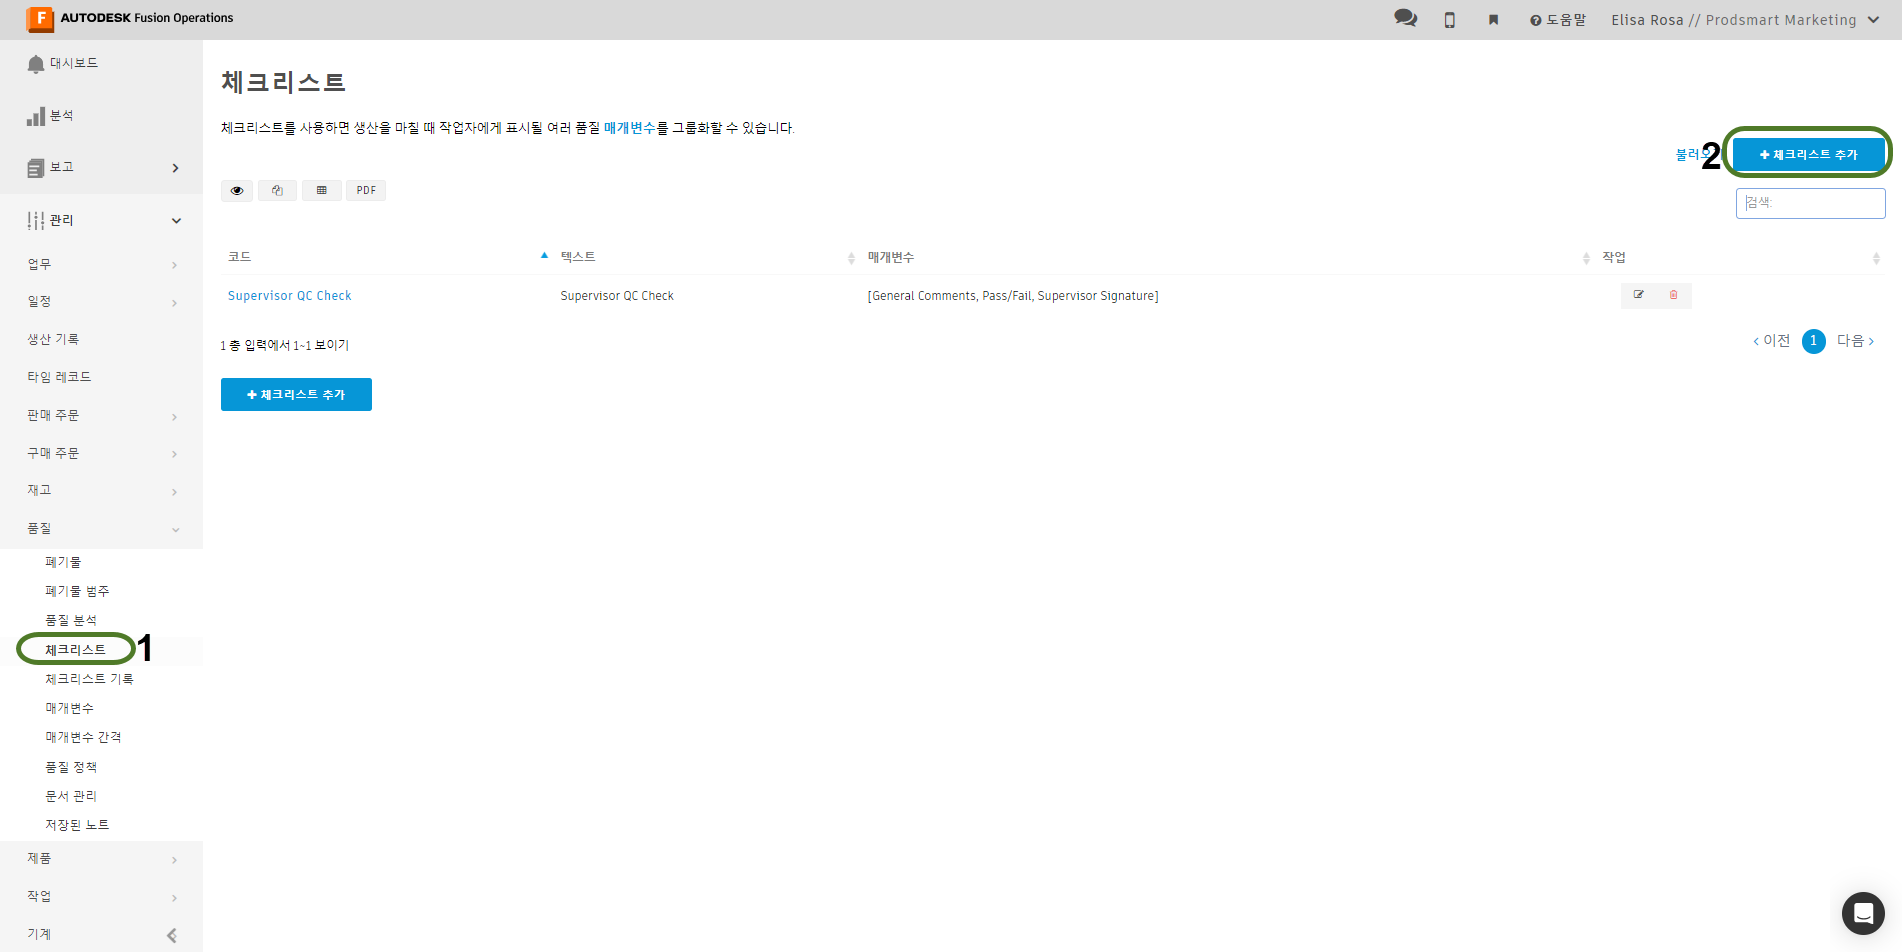 AUTODESK Fusion Operations
도움말
Elisa Rosa // Prodsmart Marketing
대시보드
분석
보고
관리
업무
일정
생산 기록
타임 레코드
판매 주문
구매 주문
재고
품질
폐기물
폐기물 범주
품질 분석
체크리스트 1
체크리스트 기록
매개변수
매개변수 간격
품질 정책
문서 관리
저장된 노트
제품
작업
기계
체크리스트
체크리스트를 사용하면 생산을 마칠 때 작업자에게 표시될 여러 품질 매개변수를 그룹화할 수 있습니다.
2 체크리스트 추가
PDF
검색:
코드 텍스트 매개변수 작업
Supervisor QC Check Supervisor QC Check [General Comments, Pass/Fail, Supervisor Signature]
1 총 입력에서 1~1 보이기
이전 1 다음
체크리스트 추가